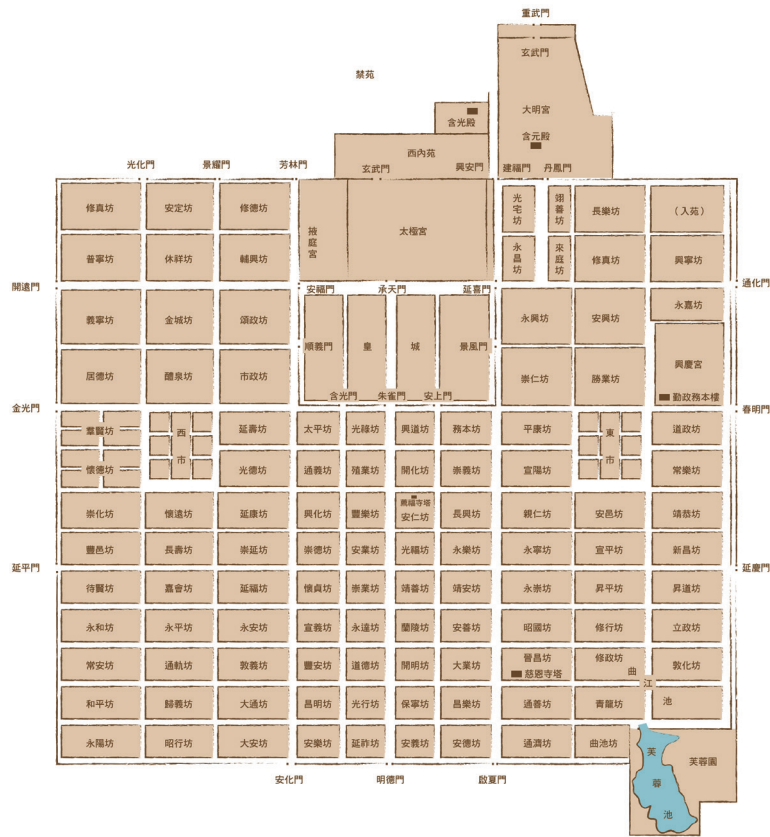 重武門
玄武門
禁苑
大明宮
含光殿
含元殿
西內苑
光化門 景耀門 芳林門 玄武門 興安門 建福門 丹鳳門
修真坊 安定坊 修德坊 掖庭宮 太極宮 光宅坊 翊善坊 長樂坊 （入苑）
普寧坊 休祥坊 輔興坊 永昌坊 來庭坊 修真坊 興寧坊
開遠門 安福門 承天門 延喜門 通化門
永嘉坊
義寧坊 金城坊 頌政坊 永興坊 安興坊
順義門 皇 城 景風門
興慶宮
居德坊 醴泉坊 市政坊 崇仁坊 勝業坊
含光門 朱雀門 安上門 勤政務本樓
金光門 春明門
羣賢坊 西市 延壽坊 太平坊 光祿坊 興道坊 務本坊 平康坊 東市 道政坊
懷德坊 光德坊 通義坊 殖業坊 開化坊 崇義坊 宣陽坊 常樂坊
薦福寺塔
崇化坊 懷遠坊 延康坊 興化坊 豐樂坊 安仁坊 長興坊 親仁坊 安邑坊 靖恭坊
豐邑坊 長壽坊 崇延坊 崇德坊 安業坊 光福坊 永樂坊 永寧坊 宣平坊 新昌坊
延平門 延慶門
待賢坊 嘉會坊 延福坊 懷貞坊 崇業坊 靖善坊 靖安坊 永崇坊 昇平坊 昇道坊
永和坊 永平坊 永安坊 宣義坊 永達坊 蘭陵坊 安善坊 昭國坊 修行坊 立政坊
常安坊 通軌坊 敦義坊 豐安坊 道德坊 開明坊 大業坊 晉昌坊 修政坊 敦化坊
慈恩寺塔 曲江池
和平坊 歸義坊 大通坊 昌明坊 光行坊 保寧坊 昌樂坊 通善坊 青龍坊
永陽坊 昭行坊 大安坊 安樂坊 延祚坊 安義坊 安德坊 通濟坊 曲池坊
芙蓉池 芙蓉園
安化門 明德門 啟夏門